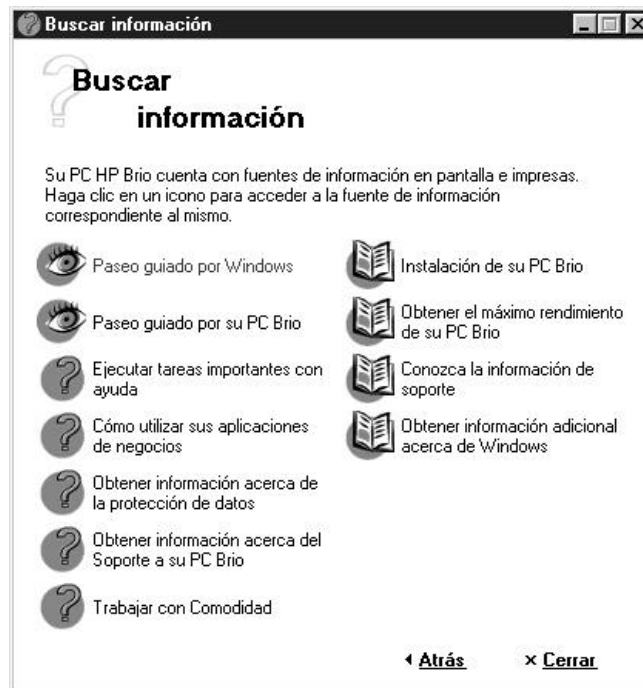 Buscar información
Buscar
información
Su PC HP Brio cuenta con fuentes de información en pantalla e impresas.
Haga clic en un icono para acceder a la fuente de información
correspondiente al mismo.
Paseo guiado por Windows
Paseo guiado por su PC Brio
Ejecutar tareas importantes con
ayuda
Cómo utilizar sus aplicaciones
de negocios
Obtener información acerca de
la protección de datos
Obtener información acerca del
Soporte a su PC Brio
Trabajar con Comodidad
Instalación de su PC Brio
Obtener el máximo rendimiento
de su PC Brio
Conozca la información de
soporte
Obtener información adicional
acerca de Windows
Atrás
Cerrar